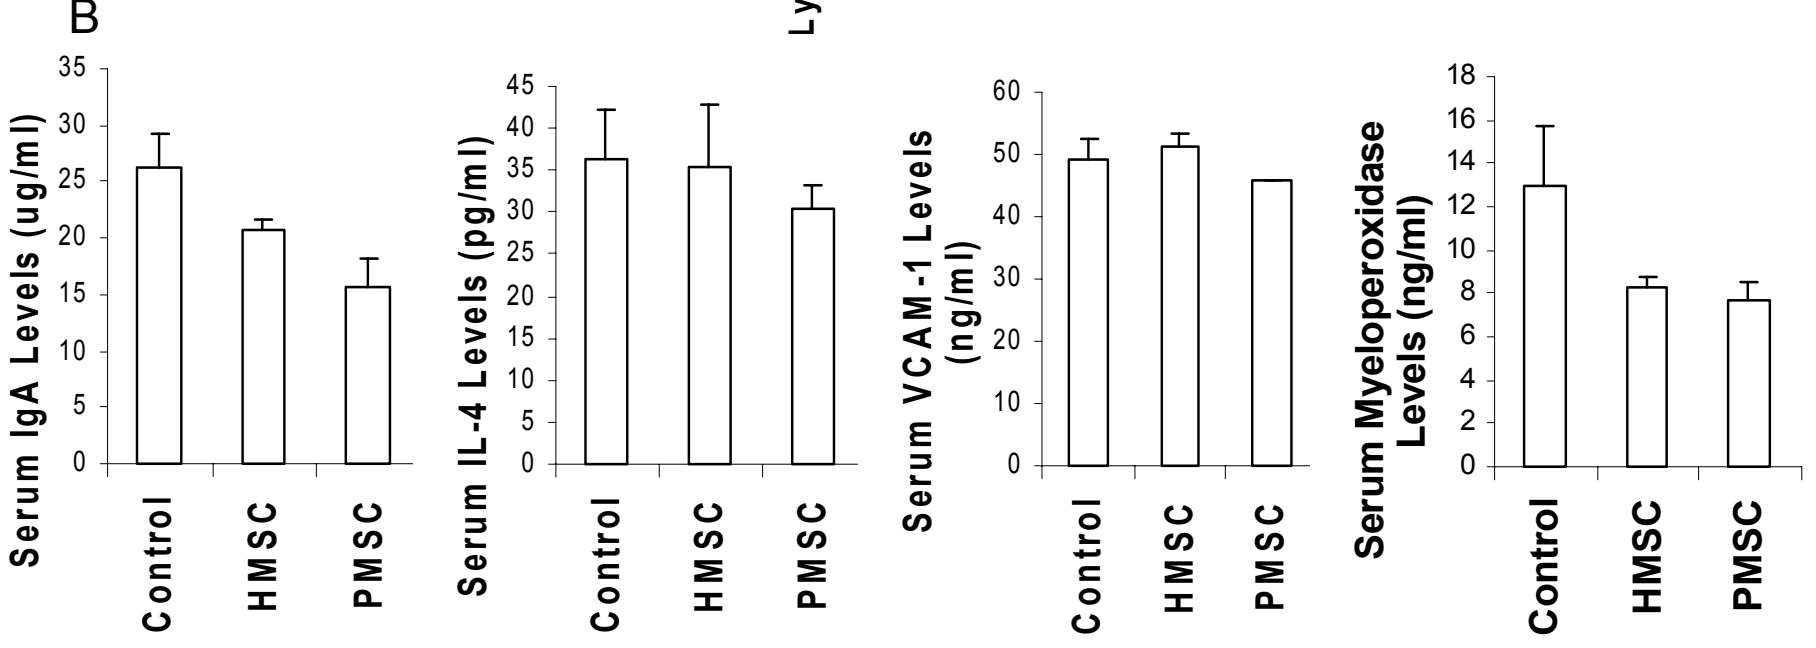 B
Ly
Serum IgA Levels (ug/ml)
35
30
25
20
15
10
5
0
Control
HMSC
PMSC
Serum IL-4 Levels (pg/ml)
45
40
35
30
25
20
15
10
5
0
Control
HMSC
PMSC
Serum VCAM-1 Levels
(ng/ml)
60
50
40
30
20
10
0
Control
HMSC
PMSC
Serum Myeloperoxidase
Levels (ng/ml)
18
16
14
12
10
8
6
4
2
0
Control
HMSC
PMSC